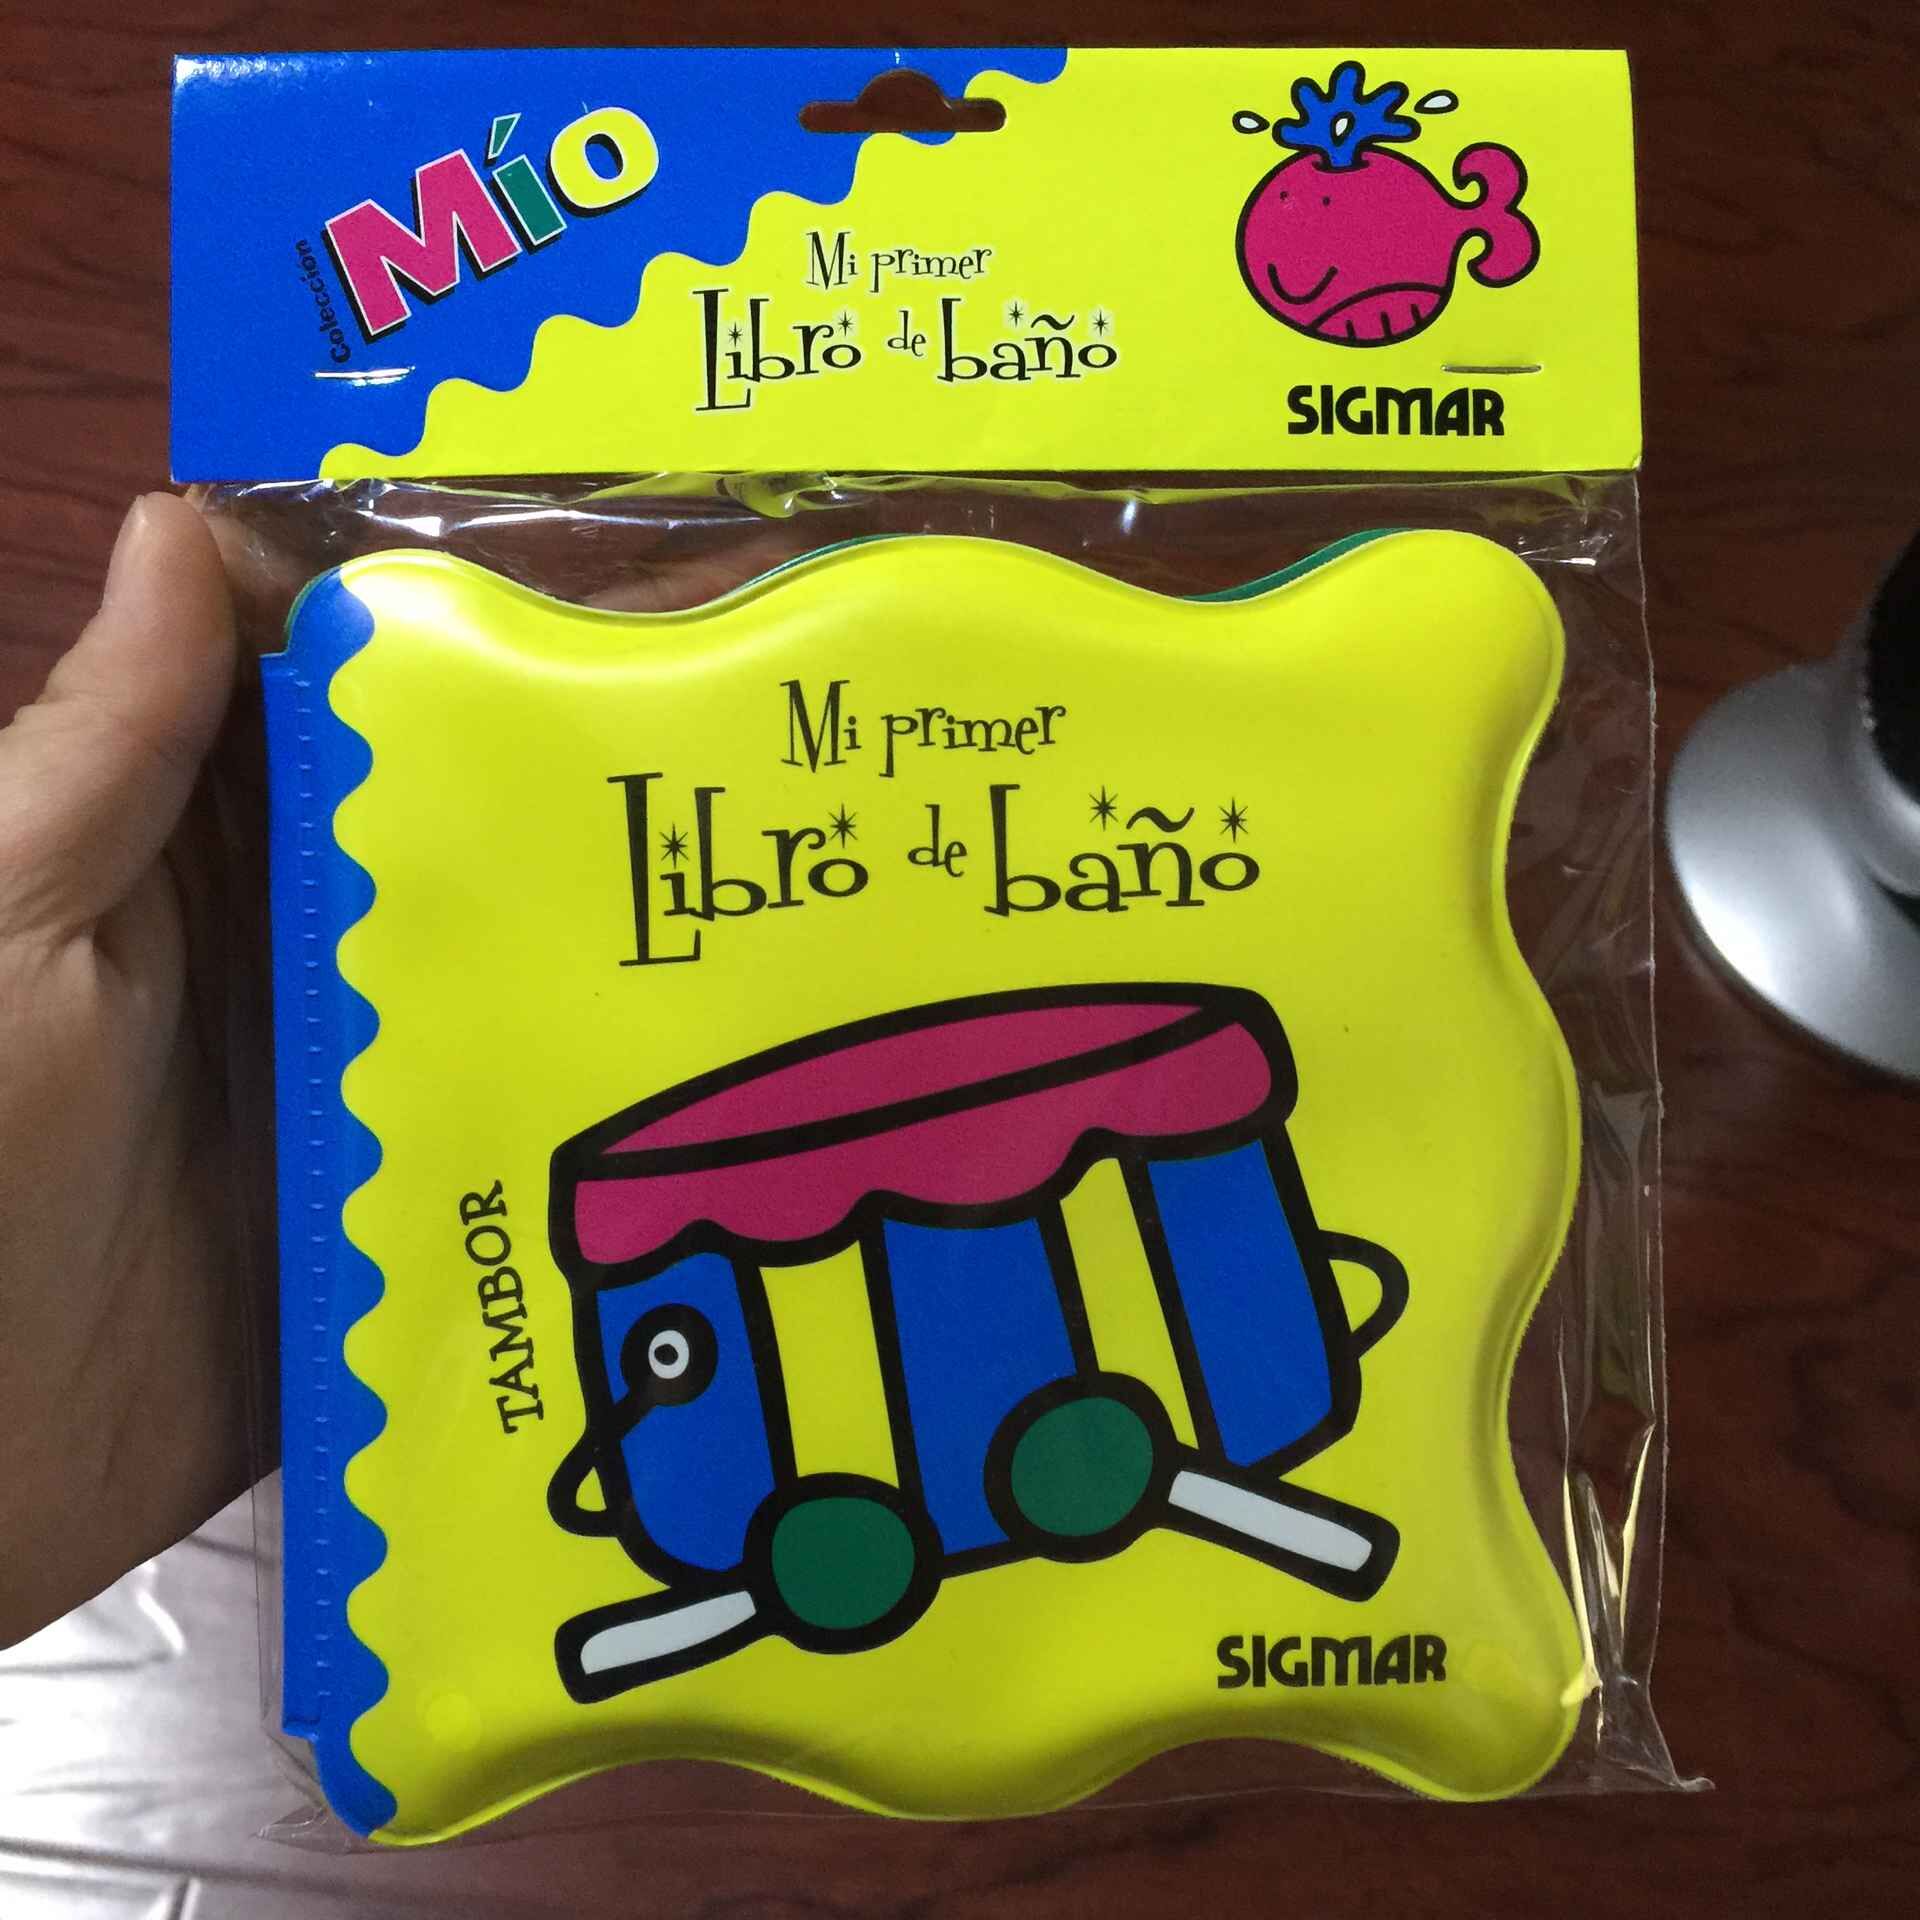 Colección
Mío
Mi primer
Libro de baño
SIGMAR
Mi primer
Libro de baño
TAMBOR
SIGMAR